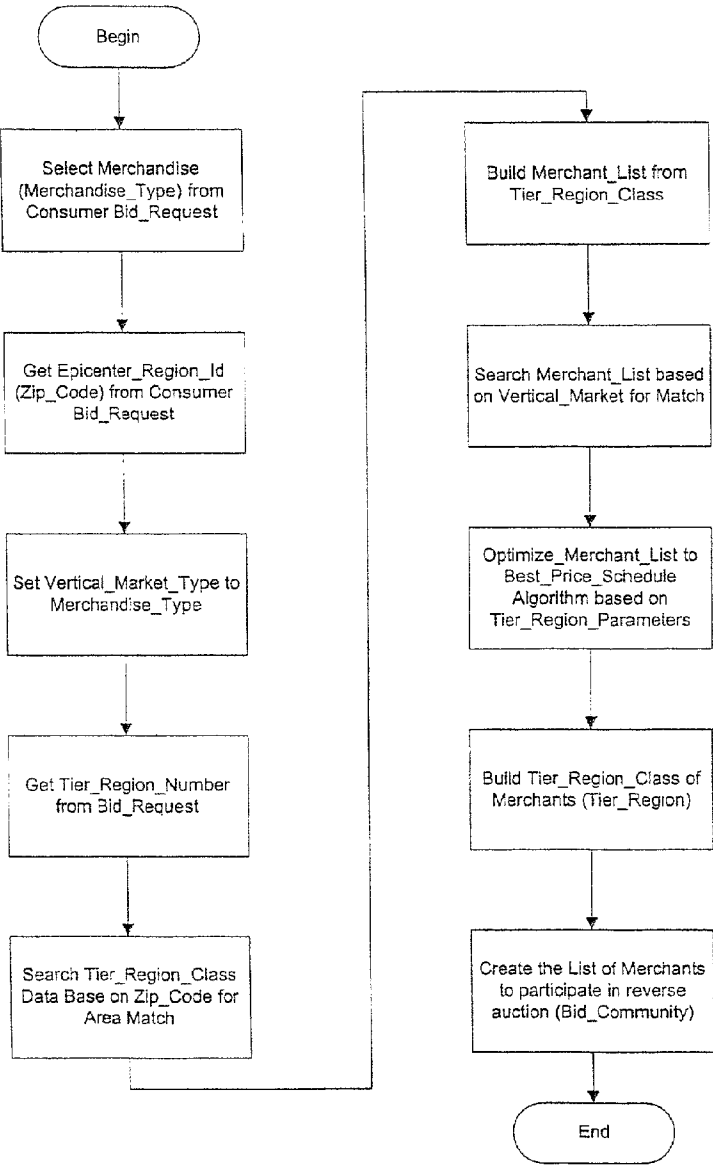 Begin
Select Merchandise
(Merchandise_Type) from
Consumer Bid_Request
Get Epicenter_Region_Id
(Zip_Code) from Consumer
Bid_Request
Set Vertical_Market_Type to
Merchandise_Type
Get Tier_Region_Number
from Bid_Request
Search Tier_Region_Class
Data Base on Zip_Code for
Area Match
Build Merchant_List from
Tier_Region_Class
Search Merchant_List based
on Vertical_Market for Match
Optimize_Merchant_List to
Best_Price_Schedule
Algorithm based on
Tier_Region_Parameters
Build Tier_Region_Class of
Merchants (Tier_Region)
Create the List of Merchants
to participate in reverse
auction (Bid_Community)
End